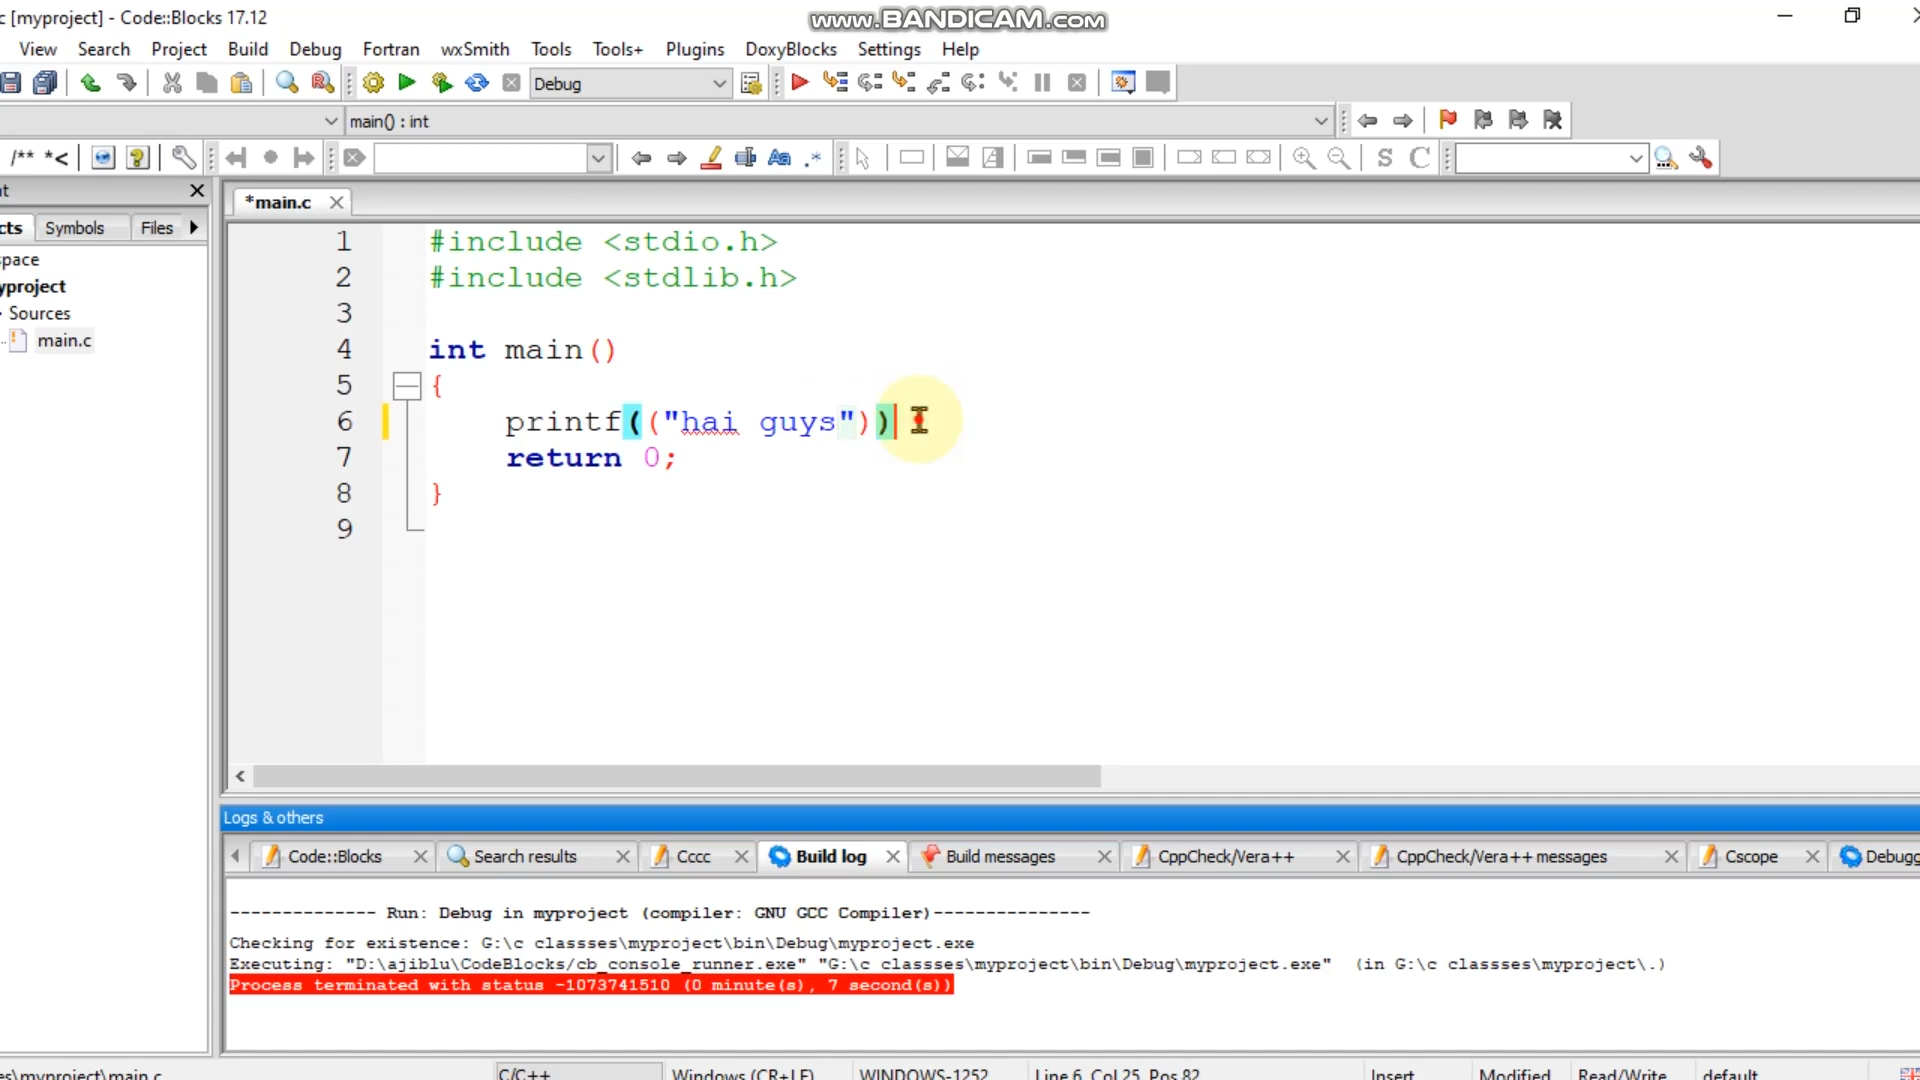 c [myproject] - Code::Blocks 17.12
www.BANDICAM.com
View Search Project Build Debug Fortran wxSmith Tools Tools+ Plugins DoxyBlocks Settings Help
Debug
main() : int
/** *<
S C
nt
*main.c
cts Symbols Files
space
yproject
Sources
main.c
1 #include <stdio.h>
2 #include <stdlib.h>
3
4 int main()
5 {
6 printf(("hai guys"))
7 return 0;
8 }
9
Logs & others
Code::Blocks Search results Cccc Build log Build messages CppCheck/Vera++ CppCheck/Vera++ messages Cscope Debugg
-------------- Run: Debug in myproject (compiler: GNU GCC Compiler)---------------
Checking for existence: G:\c classses\myproject\bin\Debug\myproject.exe
Executing: "D:\ajiblu\CodeBlocks/cb_console_runner.exe" "G:\c classses\myproject\bin\Debug\myproject.exe" (in G:\c classses\myproject\.)
Process terminated with status -1073741510 (0 minute(s), 7 second(s))
es\myproject\main.c C/C++ Windows (CR+LF) WINDOWS-1252 Line 6, Col 25, Pos 82 Insert Modified Read/Write default